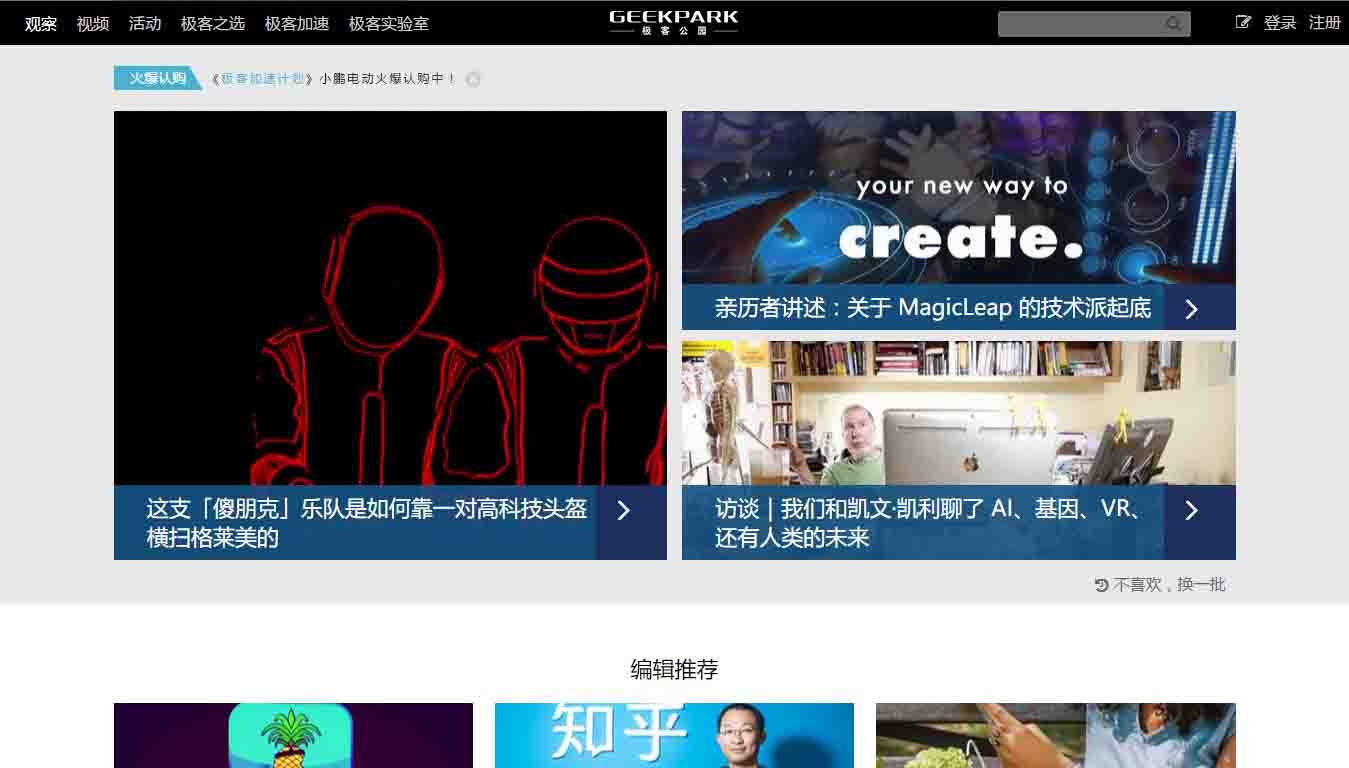 观察 视频 活动 极客之选 极客加速 极客实验室
GEEKPARK
极客公园
登录 注册
火爆认购 《极客加速计划》小鹏电动火爆认购中！
your new way to
create.
亲历者讲述：关于 MagicLeap 的技术派起底
这支「傻朋克」乐队是如何靠一对高科技头盔
横扫格莱美的
访谈 | 我们和凯文·凯利聊了 AI、基因、VR、
还有人类的未来
不喜欢，换一批
编辑推荐
知乎